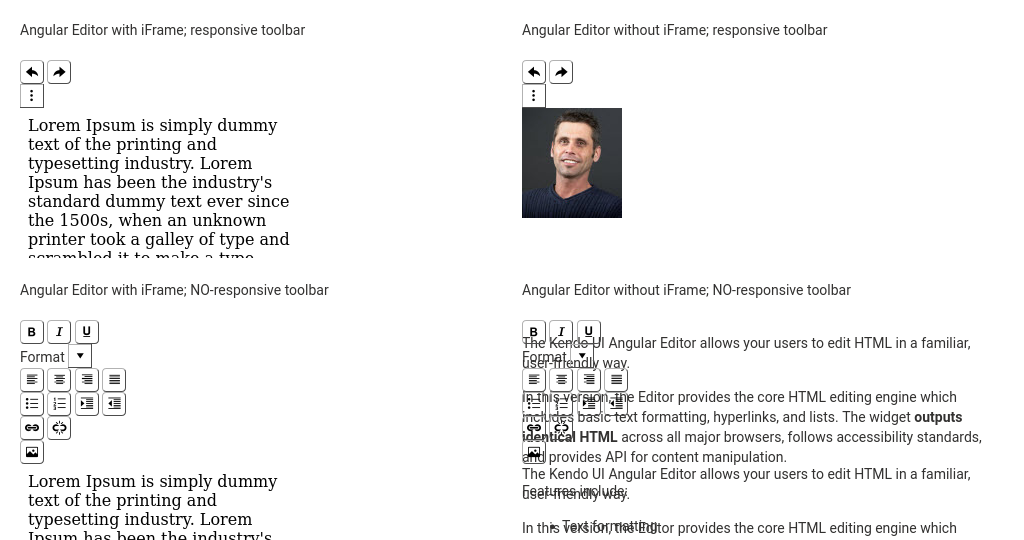 Angular Editor with iFrame; responsive toolbar
Lorem Ipsum is simply dummy
text of the printing and
typesetting industry. Lorem
Ipsum has been the industry's
standard dummy text ever since
the 1500s, when an unknown
printer took a galley of type and
scrambled it to make a type
Angular Editor without iFrame; responsive toolbar
Angular Editor with iFrame; NO-responsive toolbar
B I U
Format
Lorem Ipsum is simply dummy
text of the printing and
typesetting industry. Lorem
Ipsum has been the industry's
Angular Editor without iFrame; NO-responsive toolbar
B I U
Format
The Kendo UI Angular Editor allows your users to edit HTML in a familiar,
user-friendly way.
In this version, the Editor provides the core HTML editing engine which
includes basic text formatting, hyperlinks, and lists. The widget outputs
identical HTML across all major browsers, follows accessibility standards,
and provides API for content manipulation.
The Kendo UI Angular Editor allows your users to edit HTML in a familiar,
Features include:
user-friendly way.
Text formatting
In this version, the Editor provides the core HTML editing engine which